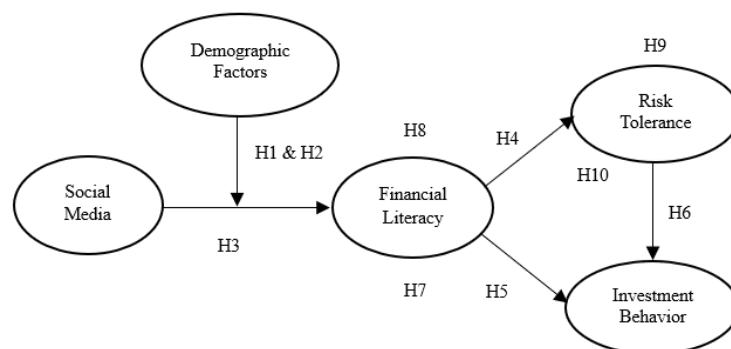 H9
Demographic
Factors
Risk
Tolerance
H8
H4
H1 & H2
H10
Social
Media
Financial
Literacy
H6
H3
H7
H5
Investment
Behavior